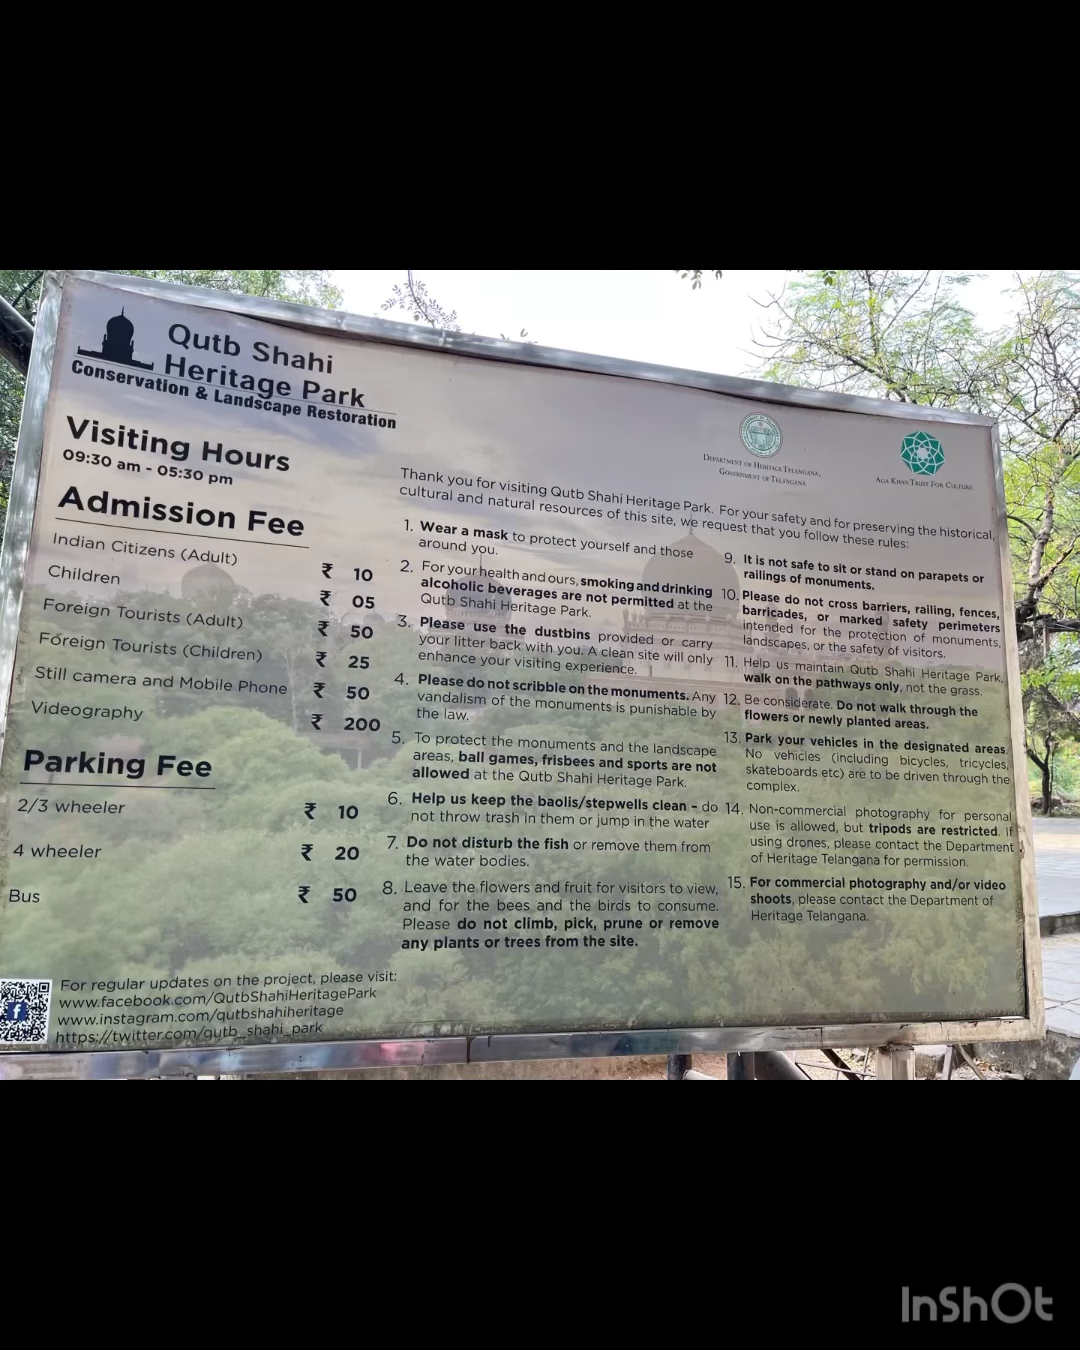 Qutb Shahi
Heritage Park
Conservation & Landscape Restoration
Visiting Hours
09:30 am - 05:30 pm
Admission Fee
Indian Citizens (Adult) ₹ 10
Children ₹ 05
Foreign Tourists (Adult) ₹ 50
Foreign Tourists (Children) ₹ 25
Still camera and Mobile Phone ₹ 50
Videography ₹ 200
Parking Fee
2/3 wheeler ₹ 10
4 wheeler ₹ 20
Bus ₹ 50
For regular updates on the project, please visit:
www.facebook.com/QutbShahiHeritagePark
www.instagram.com/qutbshahiheritage
https://twitter.com/qutb_shahi_park
Department of Heritage Telangana,
Government of Telangana
Aga Khan Trust For Culture
Thank you for visiting Qutb Shahi Heritage Park. For your safety and for preserving the historical,
cultural and natural resources of this site, we request that you follow these rules:
1. Wear a mask to protect yourself and those
around you.
2. For your health and ours, smoking and drinking
alcoholic beverages are not permitted at the
Qutb Shahi Heritage Park.
3. Please use the dustbins provided or carry
your litter back with you. A clean site will only
enhance your visiting experience.
4. Please do not scribble on the monuments. Any
vandalism of the monuments is punishable by
the law.
5. To protect the monuments and the landscape
areas, ball games, frisbees and sports are not
allowed at the Qutb Shahi Heritage Park.
6. Help us keep the baolis/stepwells clean – do
not throw trash in them or jump in the water
7. Do not disturb the fish or remove them from
the water bodies.
8. Leave the flowers and fruit for visitors to view,
and for the bees and the birds to consume.
Please do not climb, pick, prune or remove
any plants or trees from the site.
9. It is not safe to sit or stand on parapets or
railings of monuments.
10. Please do not cross barriers, railing, fences,
barricades, or marked safety perimeters
intended for the protection of monuments,
landscapes, or the safety of visitors.
11. Help us maintain Qutb Shahi Heritage Park,
walk on the pathways only, not the grass.
12. Be considerate. Do not walk through the
flowers or newly planted areas.
13. Park your vehicles in the designated areas.
No vehicles (including bicycles, tricycles,
skateboards etc) are to be driven through the
complex.
14. Non-commercial photography for personal
use is allowed, but tripods are restricted. If
using drones, please contact the Department
of Heritage Telangana for permission.
15. For commercial photography and/or video
shoots, please contact the Department of
Heritage Telangana.
InShOt